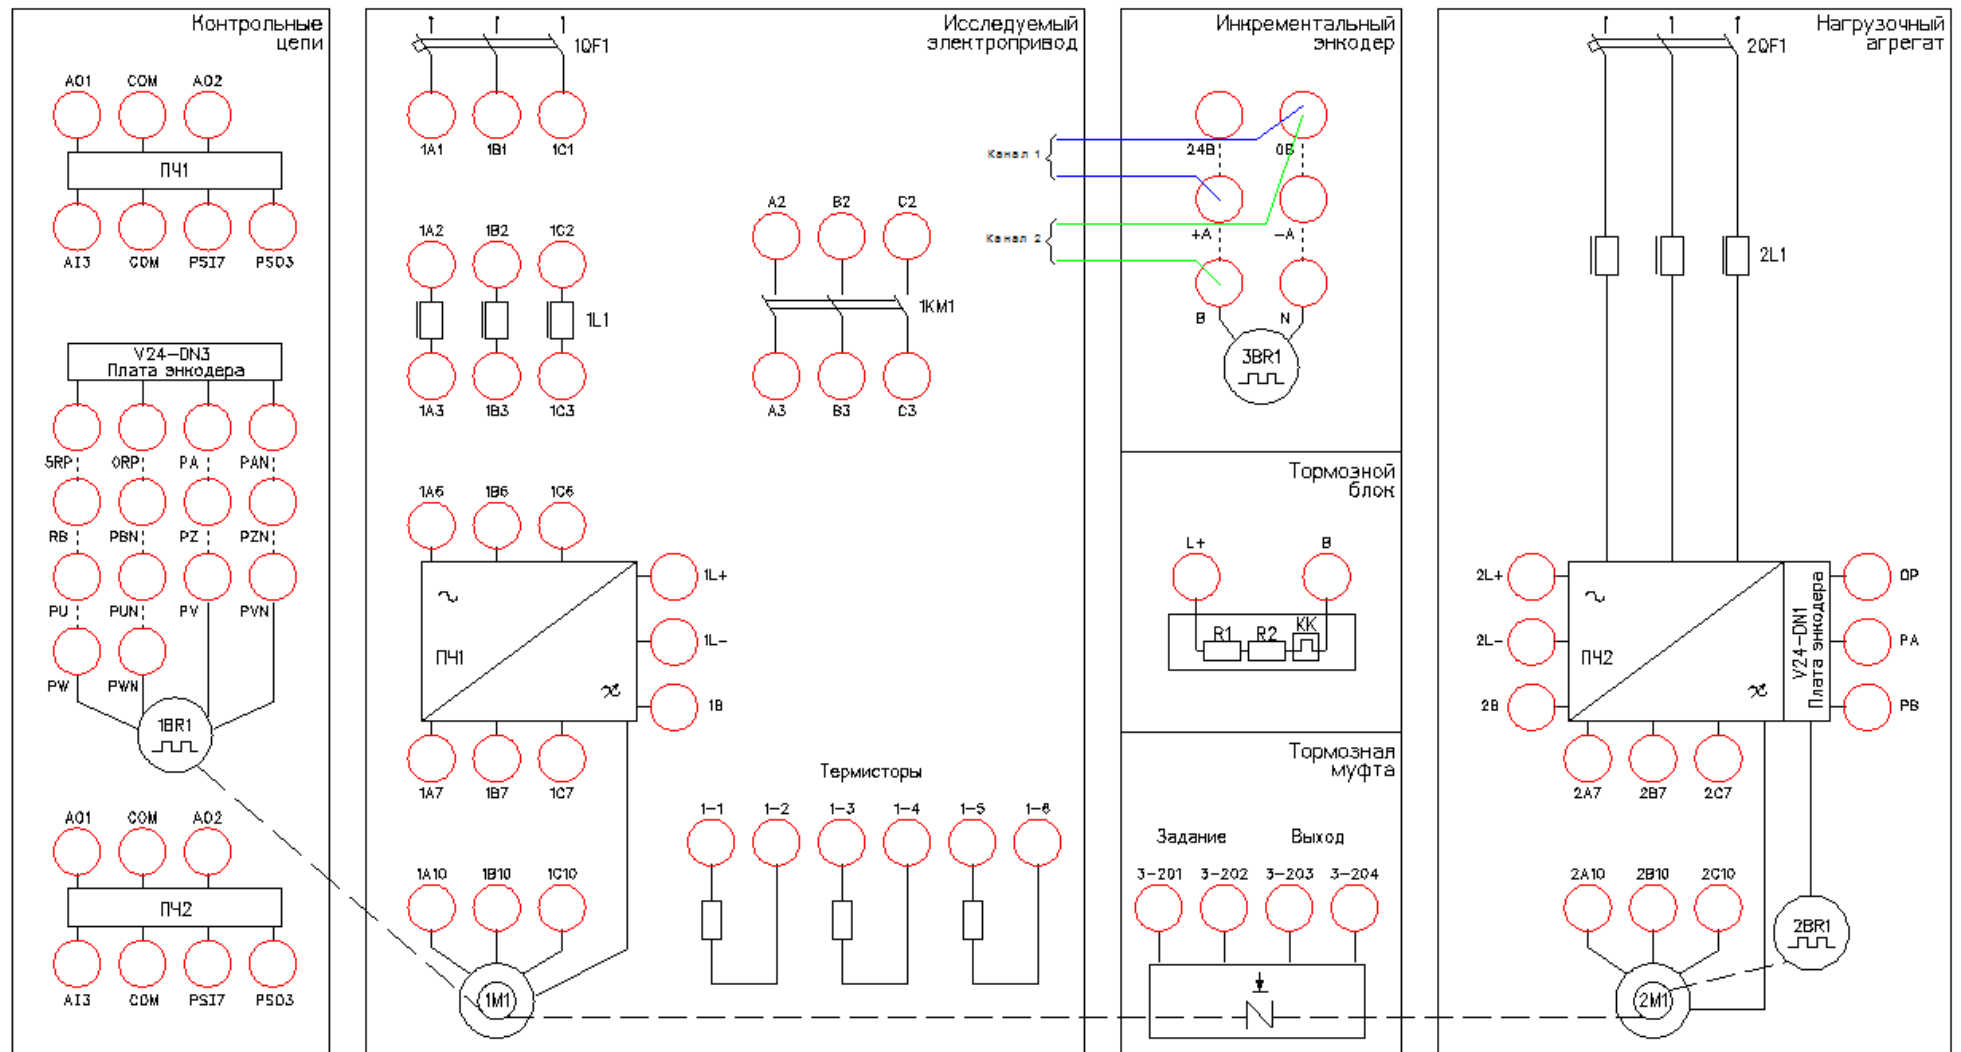 Контрольные
цепи
AO1 COM AO2
ПЧ1
AI3 COM PSI7 PSO3
V24-DN3
Плата энкодера
5RP 0RP PA PAN
RB PBN PZ PZN
PU PUN PV PVN
PW PWN
1BR1
AO1 COM AO2
ПЧ2
AI3 COM PSI7 PSO3
Исследуемый
электропривод
1QF1
1A1 1B1 1C1
1A2 1B2 1C2
1L1
1A3 1B3 1C3
A2 B2 C2
1KM1
A3 B3 C3
1A6 1B6 1C6
1L+
ПЧ1
1L-
1B
1A7 1B7 1C7
Термисторы
1-1 1-2 1-3 1-4 1-5 1-6
1A10 1B10 1C10
1M1
Инкрементальный
энкодер
Канал 1
24В 0В
Канал 2
+A -A
B N
3BR1
Тормозной
блок
L+ B
R1 R2 KK
Тормозная
муфта
Задание Выход
3-201 3-202 3-203 3-204
Нагрузочный
агрегат
2QF1
2L1
2L+
2L-
2B
ПЧ2
V24-DN1
Плата энкодера
0P
PA
PB
2A7 2B7 2C7
2A10 2B10 2C10
2BR1
2M1